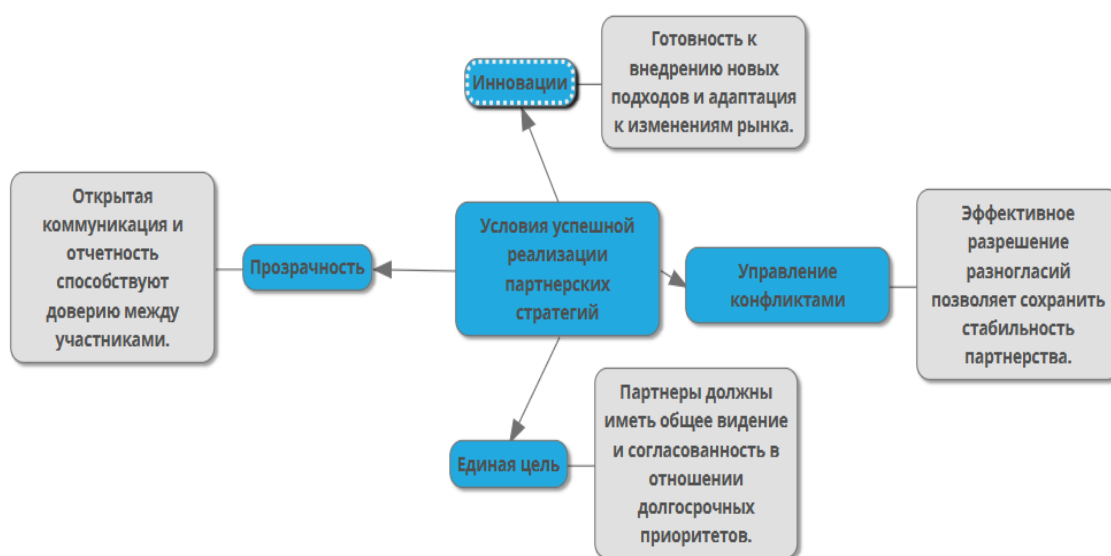 Инновации
Готовность к
внедрению новых
подходов и адаптация
к изменениям рынка.
Открытая
коммуникация и
отчетность
способствуют
доверию между
участниками.
Прозрачность
Условия успешной
реализации
партнерских
стратегий
Управление
конфликтами
Эффективное
разрешение
разногласий
позволяет сохранить
стабильность
партнерства.
Единая цель
Партнеры должны
иметь общее видение
и согласованность в
отношении
долгосрочных
приоритетов.